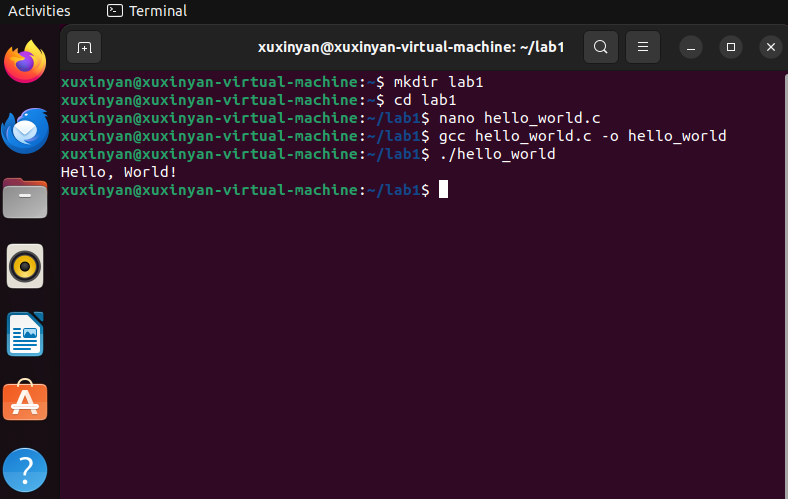 Activities
Terminal
xuxinyan@xuxinyan-virtual-machine: ~/lab1
xuxinyan@xuxinyan-virtual-machine:~$ mkdir lab1
xuxinyan@xuxinyan-virtual-machine:~$ cd lab1
xuxinyan@xuxinyan-virtual-machine:~/lab1$ nano hello_world.c
xuxinyan@xuxinyan-virtual-machine:~/lab1$ gcc hello_world.c -o hello_world
xuxinyan@xuxinyan-virtual-machine:~/lab1$ ./hello_world
Hello, World!
xuxinyan@xuxinyan-virtual-machine:~/lab1$